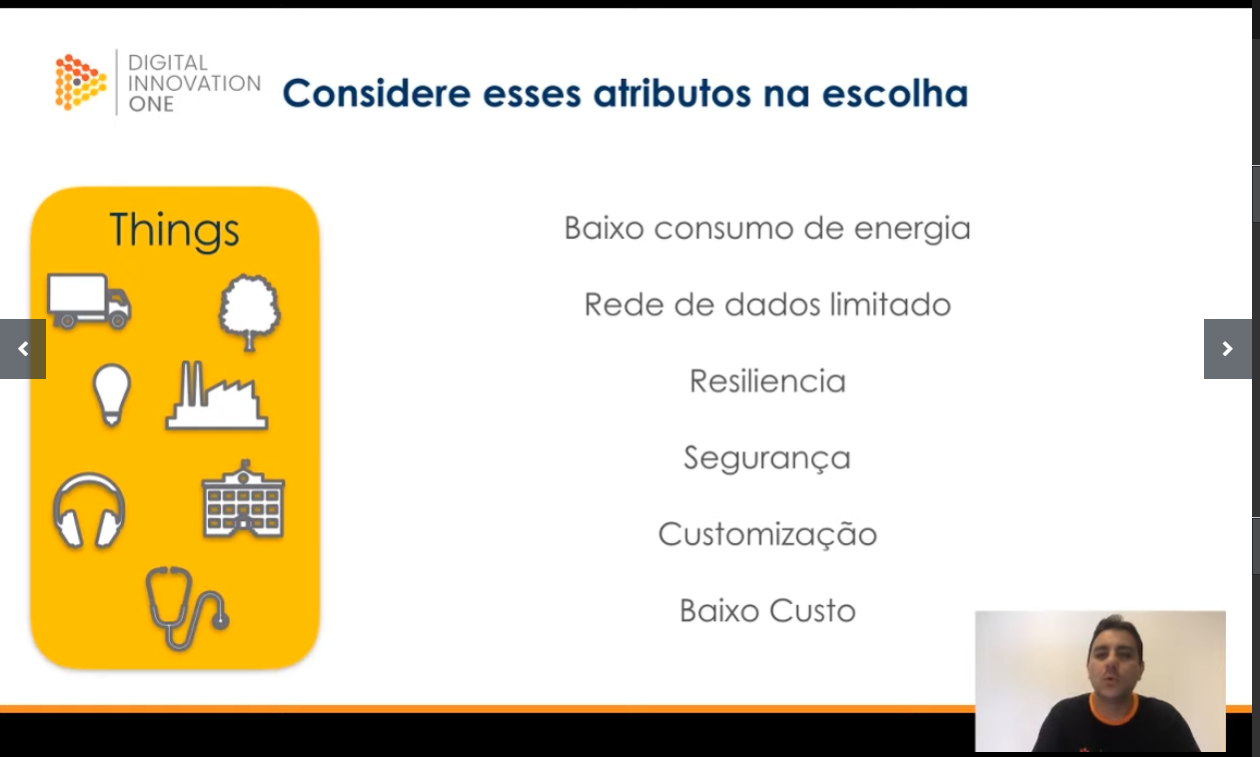 DIGITAL
INNOVATION
ONE
Considere esses atributos na escolha
Things
Baixo consumo de energia
Rede de dados limitado
Resiliencia
Segurança
Customização
Baixo Custo